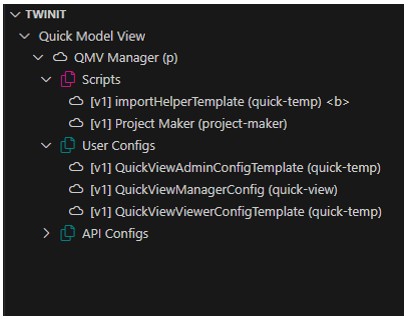 TWINIT
Quick Model View
QMV Manager (p)
Scripts
[v1] importHelperTemplate (quick-temp) <b>
[v1] Project Maker (project-maker)
User Configs
[v1] QuickViewAdminConfigTemplate (quick-temp)
[v1] QuickViewManagerConfig (quick-view)
[v1] QuickViewViewerConfigTemplate (quick-temp)
API Configs